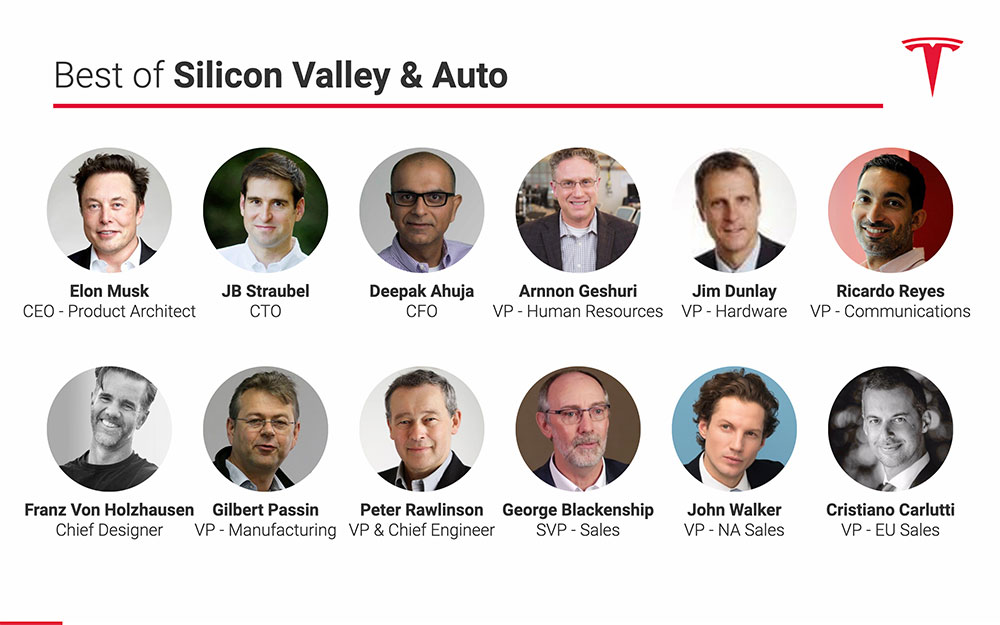 Best of Silicon Valley & Auto
Elon Musk
CEO - Product Architect
JB Straubel
CTO
Deepak Ahuja
CFO
Arnnon Geshuri
VP - Human Resources
Jim Dunlay
VP - Hardware
Ricardo Reyes
VP - Communications
Franz Von Holzhausen
Chief Designer
Gilbert Passin
VP - Manufacturing
Peter Rawlinson
VP & Chief Engineer
George Blackenship
SVP - Sales
John Walker
VP - NA Sales
Cristiano Carlutti
VP - EU Sales